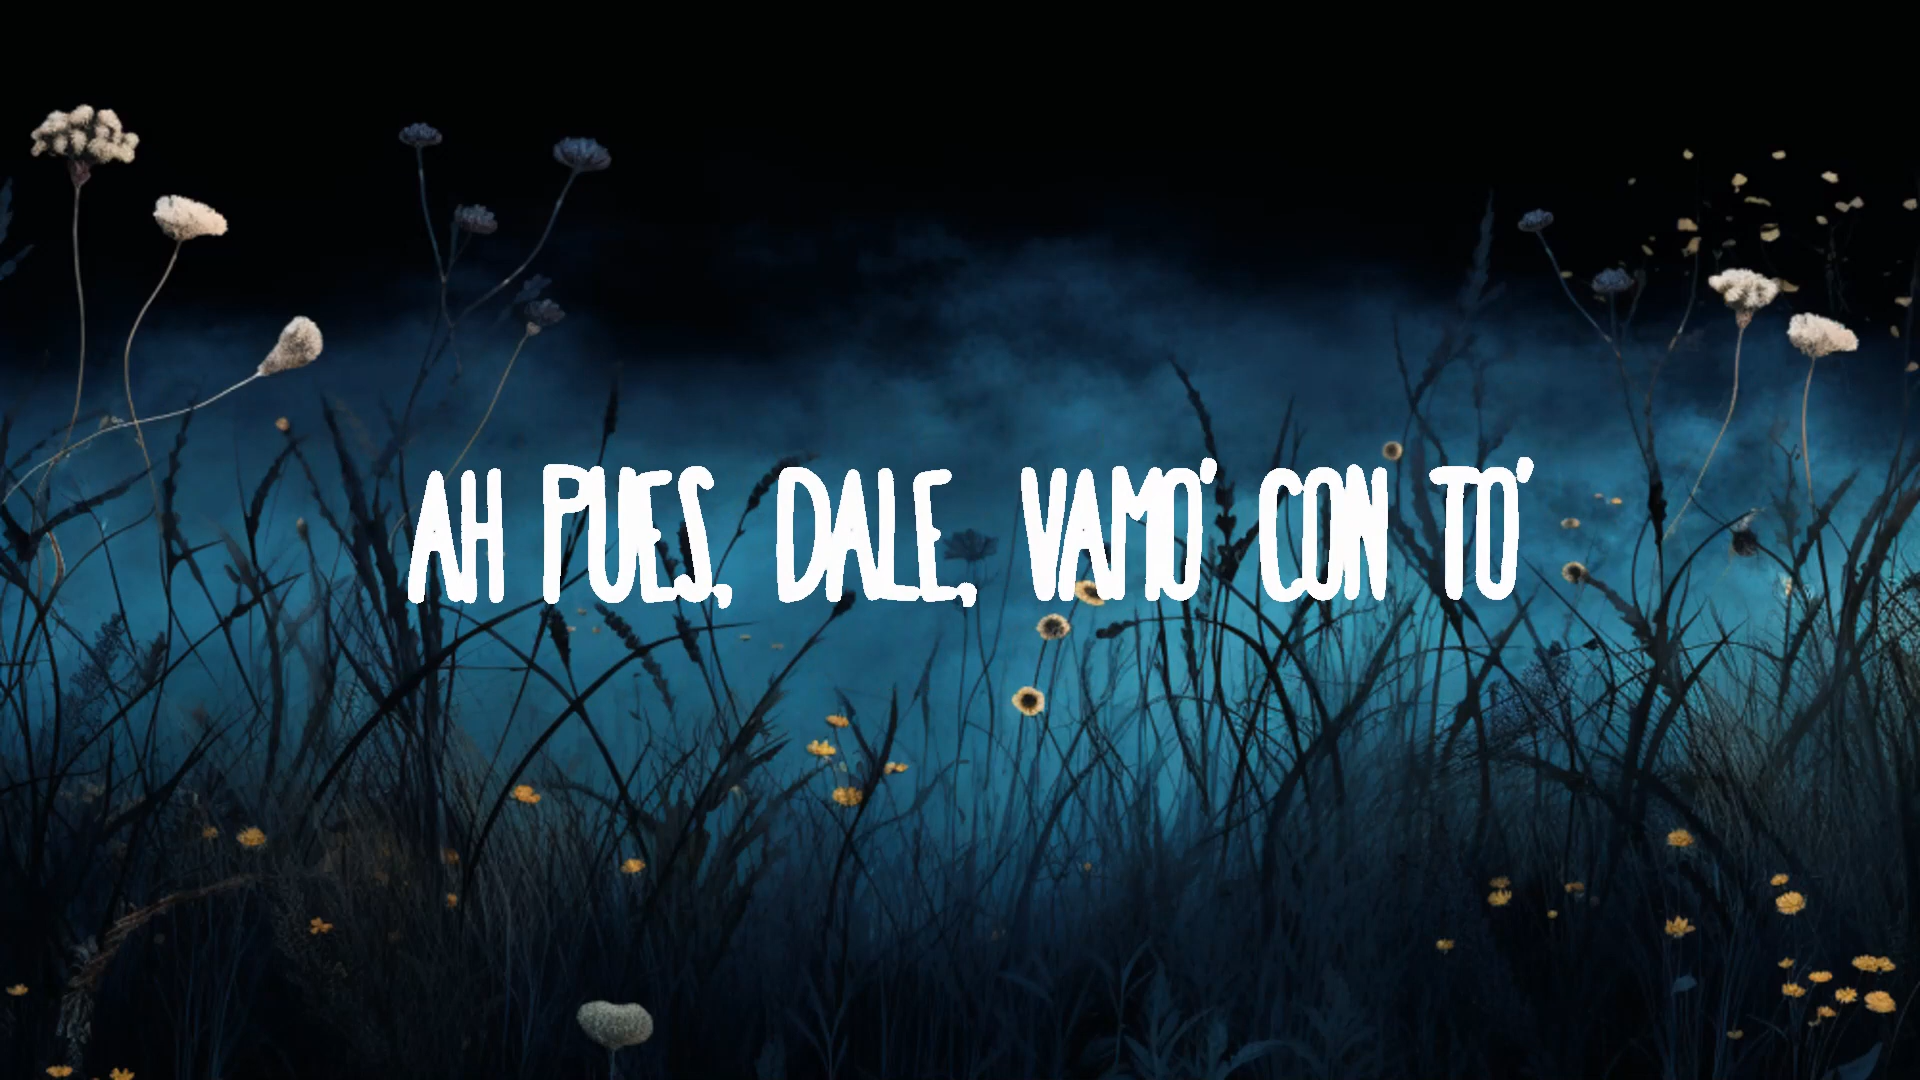 AH PUES, DALE, VAMO' CON TO'